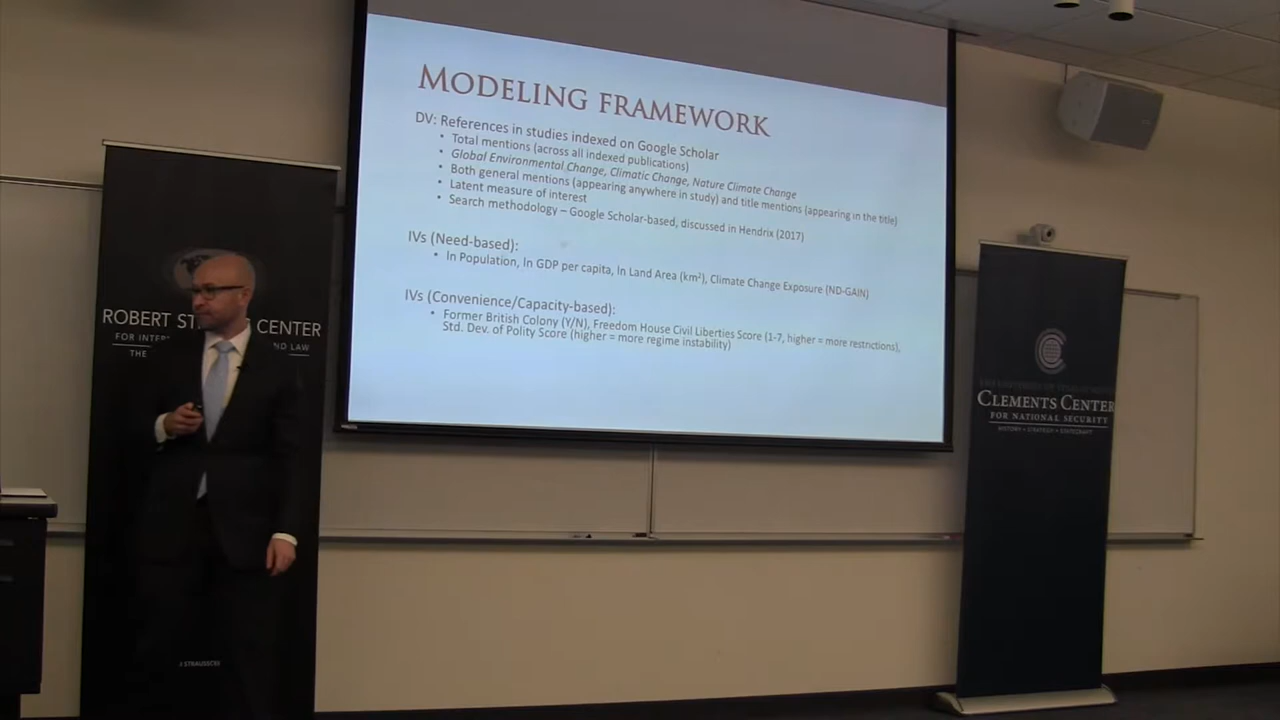 MODELING FRAMEWORK
DV: References in studies indexed on Google Scholar
• Total mentions (across all indexed publications)
• Global Environmental Change, Climatic Change, Nature Climate Change
• Both general mentions (appearing anywhere in study) and title mentions (appearing in the title)
• Latent measure of interest
• Search methodology – Google Scholar-based, discussed in Hendrix (2017)
IVs (Need-based):
• ln Population, ln GDP per capita, ln Land Area (km²), Climate Change Exposure (ND-GAIN)
IVs (Convenience/Capacity-based):
• Former British Colony (Y/N), Freedom House Civil Liberties Score (1-7, higher = more restrictions),
Std. Dev. of Polity Score (higher = more regime instability)
ROBERT ST CENTER
FOR INTER ND LAW
THE
CLEMENTS CENTER
FOR NATIONAL SECURITY
HISTORY • STRATEGY • STATECRAFT